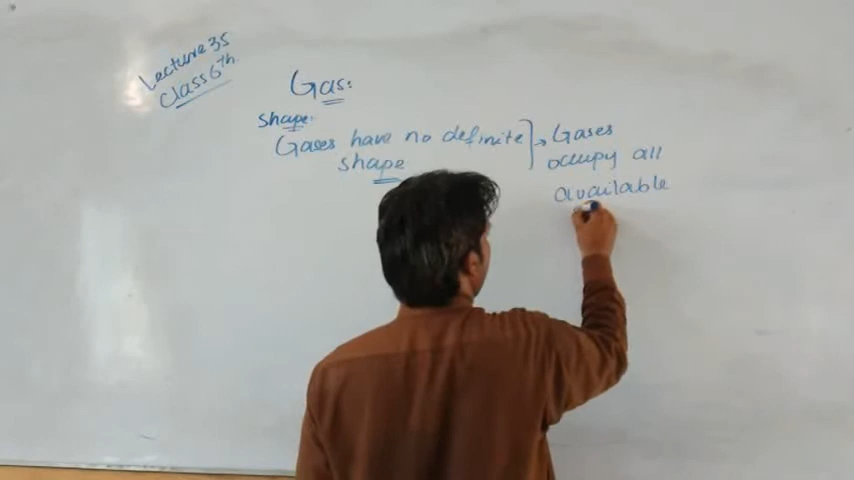 Lecture 35
Class 6th.
Gas:
Shape:
Gases have no definite
shape
→ Gases
occupy all
available